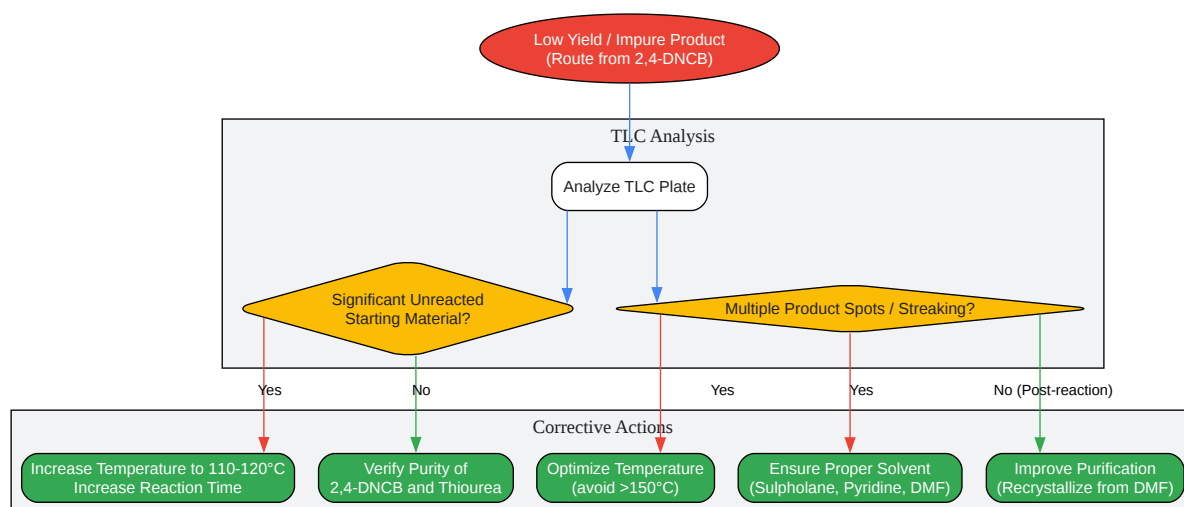 Low Yield / Impure Product
(Route from 2,4-DNCB)
TLC Analysis
Analyze TLC Plate
Significant Unreacted
Starting Material?
Multiple Product Spots / Streaking?
Yes
No
Yes
Yes
No (Post-reaction)
Corrective Actions
Increase Temperature to 110-120°C
Increase Reaction Time
Verify Purity of
2,4-DNCB and Thiourea
Optimize Temperature
(avoid >150°C)
Ensure Proper Solvent
(Sulpholane, Pyridine, DMF)
Improve Purification
(Recrystallize from DMF)